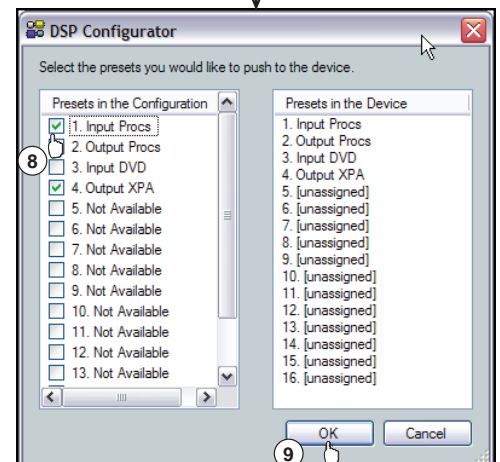 DSP Configurator
Select the presets you would like to push to the device.
Presets in the Configuration
1. Input Procs
2. Output Procs
3. Input DVD
4. Output XPA
5. Not Available
6. Not Available
7. Not Available
8. Not Available
9. Not Available
10. Not Available
11. Not Available
12. Not Available
13. Not Available
8
Presets in the Device
1. Input Procs
2. Output Procs
3. Input DVD
4. Output XPA
5. [unassigned]
6. [unassigned]
7. [unassigned]
8. [unassigned]
9. [unassigned]
10. [unassigned]
11. [unassigned]
12. [unassigned]
13. [unassigned]
14. [unassigned]
15. [unassigned]
16. [unassigned]
OK
Cancel
9